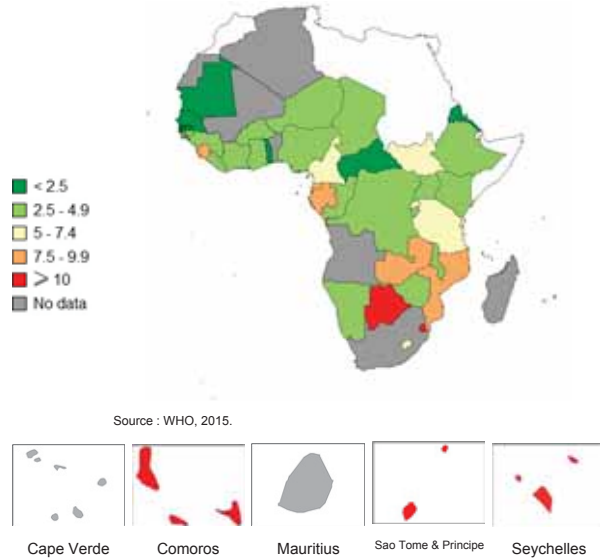 < 2.5
2.5 - 4.9
5 - 7.4
7.5 - 9.9
> 10
No data
Source : WHO, 2015.
Cape Verde
Comoros
Mauritius
Sao Tome & Principe
Seychelles